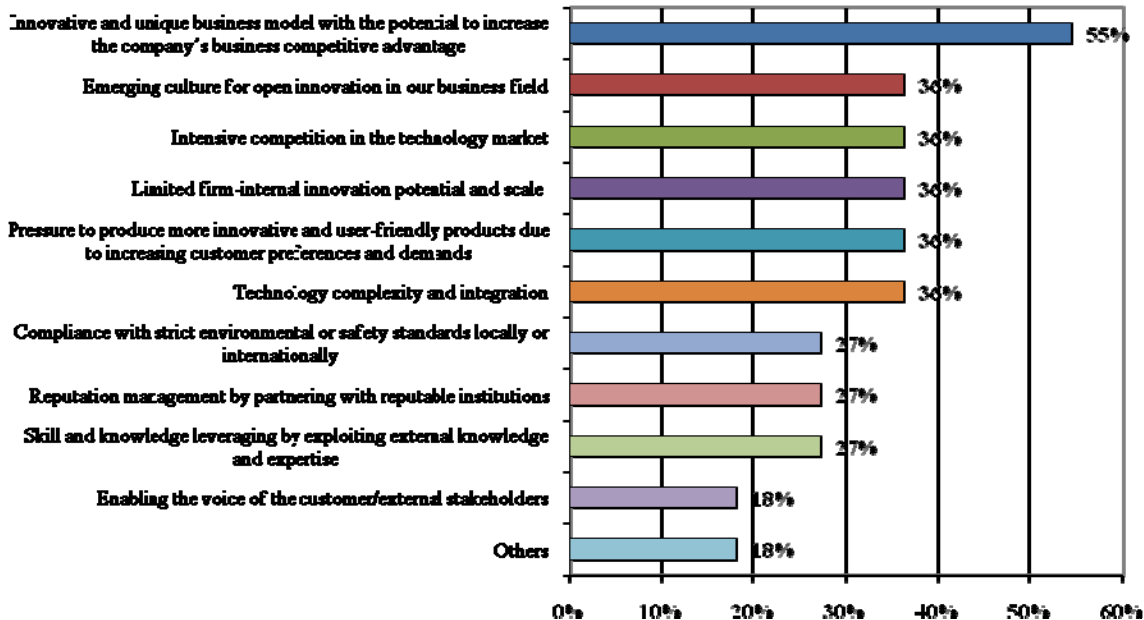 Innovative and unique business model with the potential to increase
the company's business competitive advantage
55%
Emerging culture for open innovation in our business field
36%
Intensive competition in the technology market
36%
Limited firm-internal innovation potential and scale
36%
Pressure to produce more innovative and user-friendly products due
to increasing customer preferences and demands
36%
Technology complexity and integration
36%
Compliance with strict environmental or safety standards locally or
internationally
27%
Reputation management by partnering with reputable institutions
27%
Skill and knowledge leveraging by exploiting external knowledge
and expertise
27%
Enabling the voice of the customer/external stakeholders
18%
Others
18%
0% 10% 20% 30% 40% 50% 60%